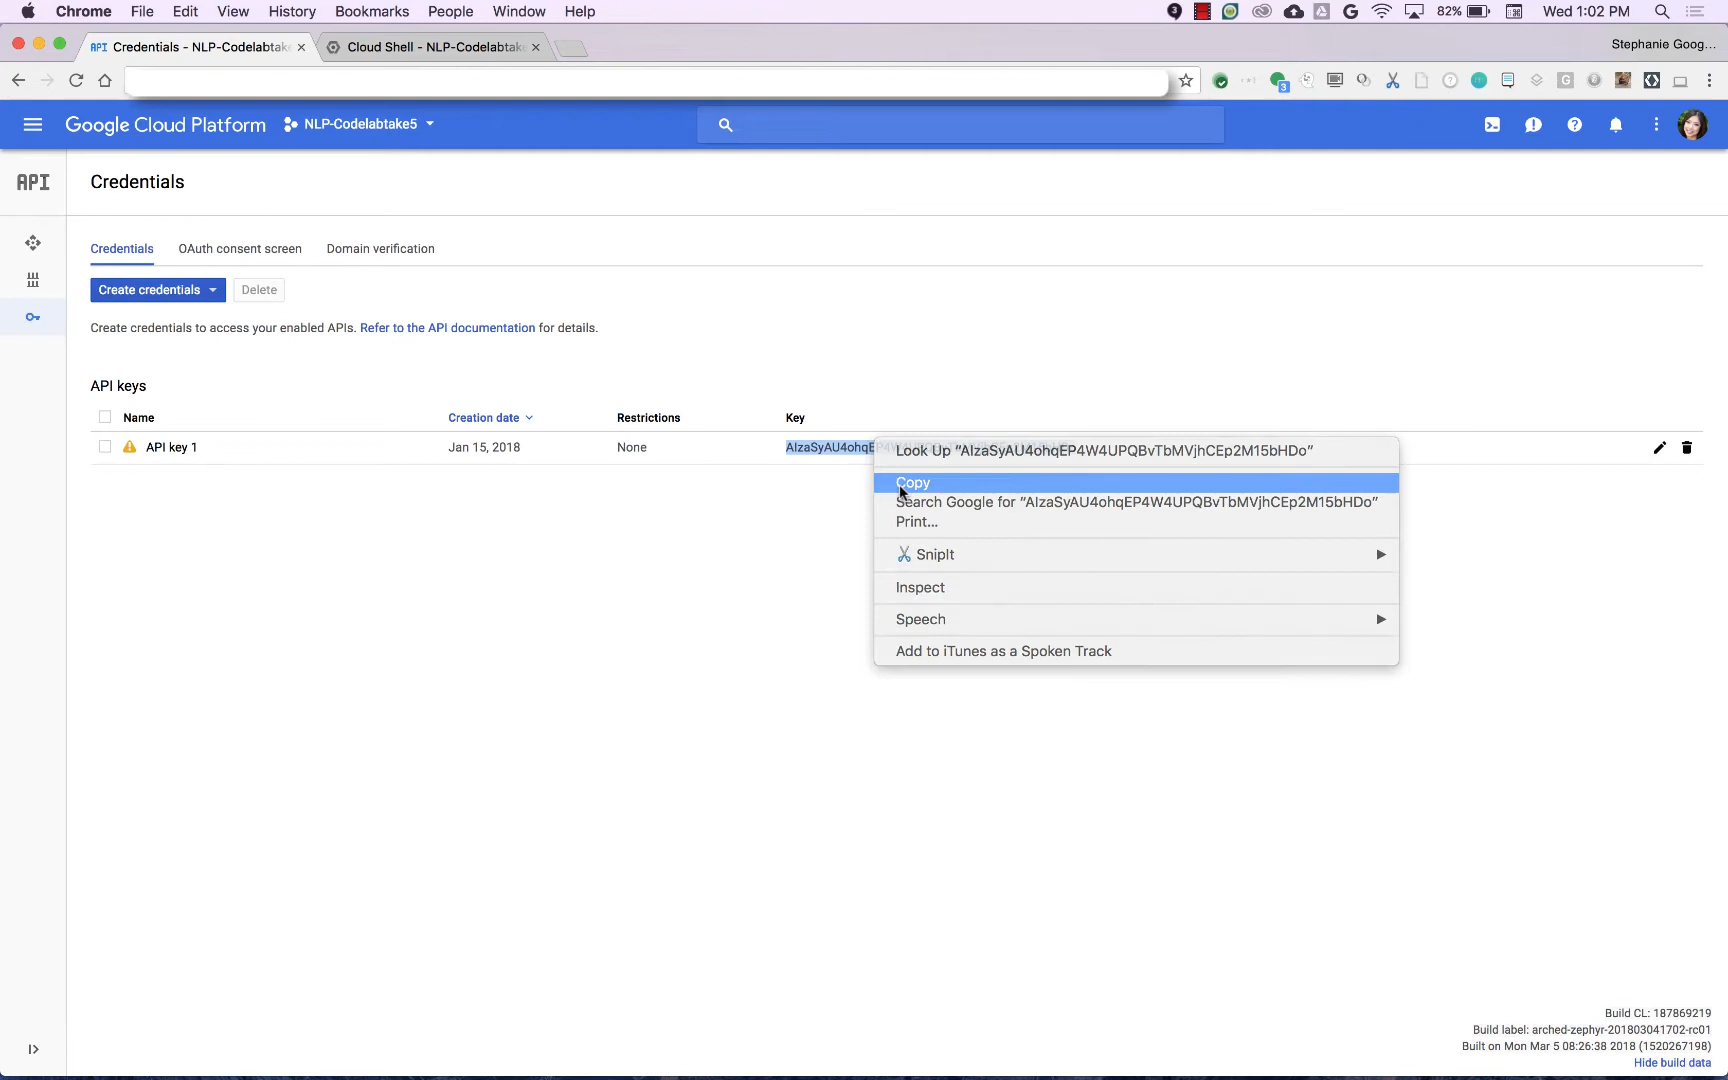 Chrome File Edit View History Bookmarks People Window Help 3 82% Wed 1:02 PM
API Credentials - NLP-Codelabtake Cloud Shell - NLP-Codelabtake Stephanie Goog...
Google Cloud Platform NLP-Codelabtake5
API Credentials
Credentials OAuth consent screen Domain verification
Create credentials Delete
Create credentials to access your enabled APIs. Refer to the API documentation for details.
API keys
Name Creation date Restrictions Key
API key 1 Jan 15, 2018 None AIzaSyAU4ohqE
Look Up “AIzaSyAU4ohqEP4W4UPQBvTbMVjhCEp2M15bHDo”
Copy
Search Google for “AIzaSyAU4ohqEP4W4UPQBvTbMVjhCEp2M15bHDo”
Print...
SnipIt
Inspect
Speech
Add to iTunes as a Spoken Track
Build CL: 187869219
Build label: arched-zephyr-201803041702-rc01
Built on Mon Mar 5 08:26:38 2018 (1520267198)
Hide build data